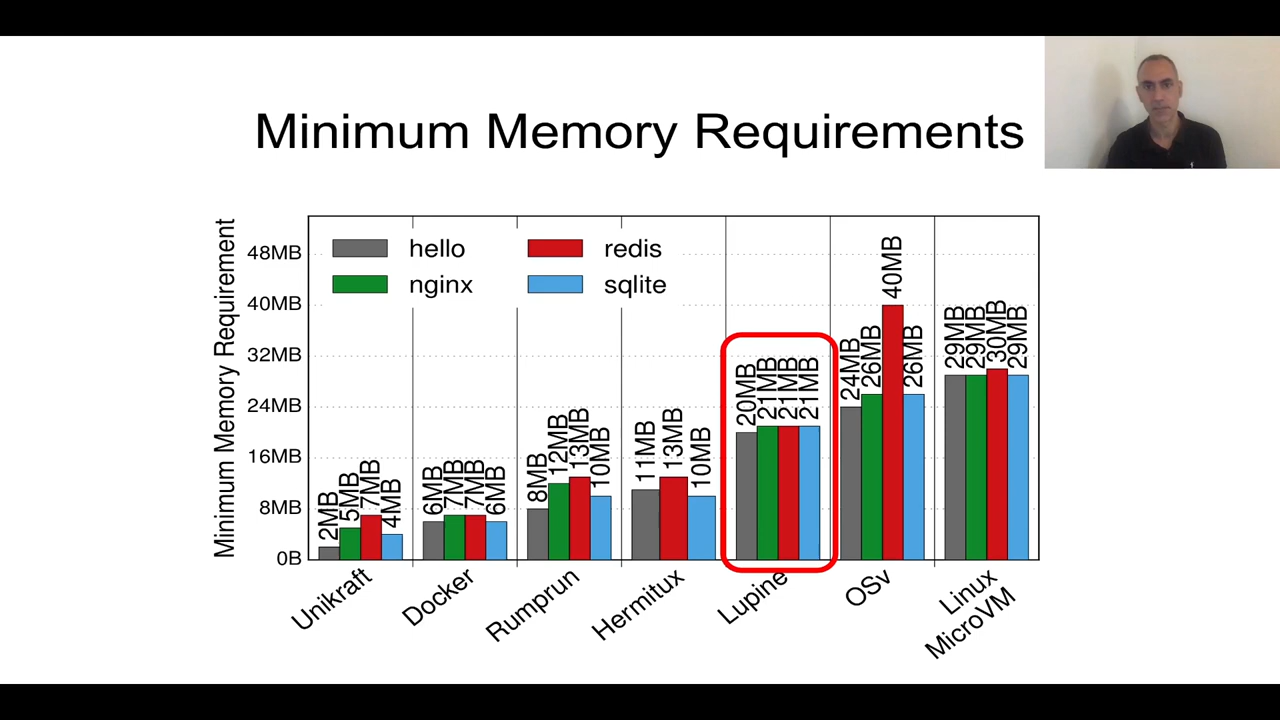 Minimum Memory Requirements
Minimum Memory Requirement
48MB
40MB
32MB
24MB
16MB
8MB
0B
hello
nginx
redis
sqlite
2MB
5MB
7MB
4MB
6MB
7MB
7MB
6MB
8MB
12MB
13MB
10MB
11MB
13MB
10MB
20MB
21MB
21MB
21MB
24MB
26MB
40MB
26MB
29MB
29MB
30MB
29MB
Unikraft
Docker
Rumprun
Hermitux
Lupine
OSv
Linux
MicroVM